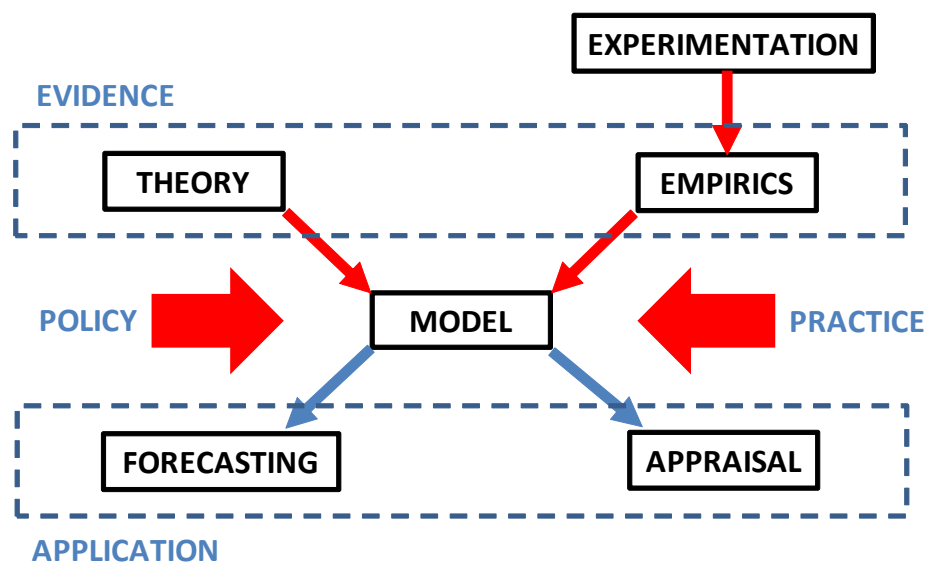 EXPERIMENTATION
EVIDENCE
THEORY
EMPIRICS
POLICY
MODEL
PRACTICE
FORECASTING
APPRAISAL
APPLICATION